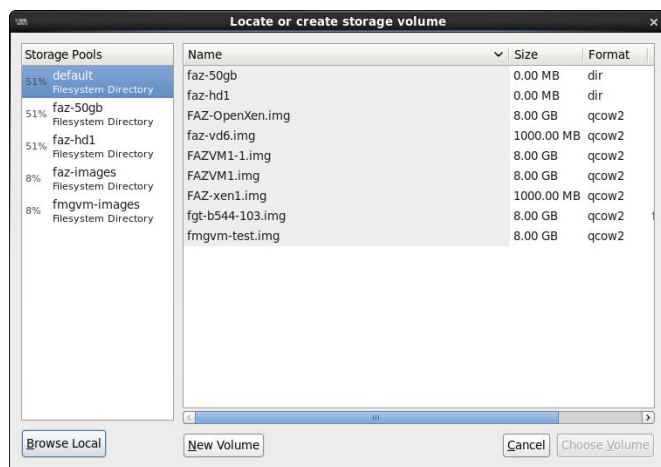 Locate or create storage volume
Storage Pools
51% default
Filesystem Directory
51% faz-50gb
Filesystem Directory
51% faz-hd1
Filesystem Directory
8% faz-images
Filesystem Directory
8% fmgvm-images
Filesystem Directory
Name Size Format
faz-50gb 0.00 MB dir
faz-hd1 0.00 MB dir
FAZ-OpenXen.img 8.00 GB qcow2
faz-vd6.img 1000.00 MB qcow2
FAZVM1-1.img 8.00 GB qcow2
FAZVM1.img 8.00 GB qcow2
FAZ-xen1.img 1000.00 MB qcow2
fgt-b544-103.img 8.00 GB qcow2
fmgvm-test.img 8.00 GB qcow2
Browse Local New Volume Cancel Choose Volume